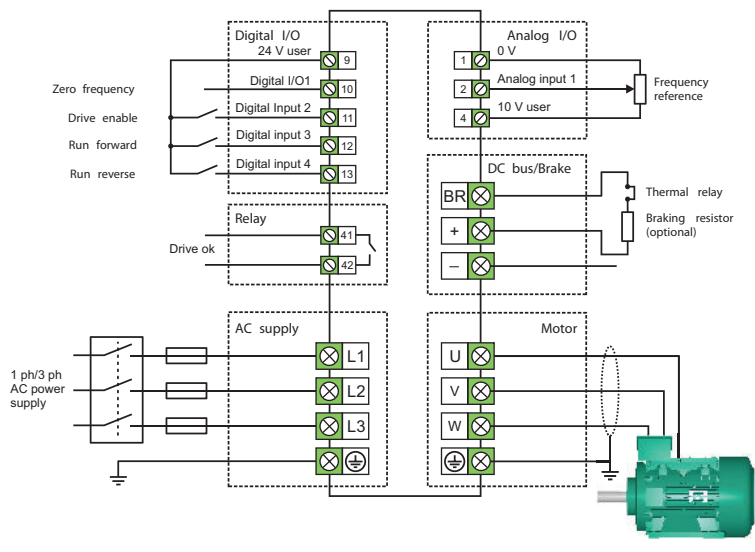 Digital I/O
24 V user
9
Zero frequency
Digital I/O1
10
Drive enable
Digital Input 2
11
Run forward
Digital input 3
12
Run reverse
Digital input 4
13
Relay
Drive ok
41
42
AC supply
1 ph/3 ph
AC power
supply
L1
L2
L3
Analog I/O
0 V
1
Analog input 1
2
10 V user
4
Frequency
reference
DC bus/Brake
BR
+
–
Thermal relay
Braking resistor
(optional)
Motor
U
V
W